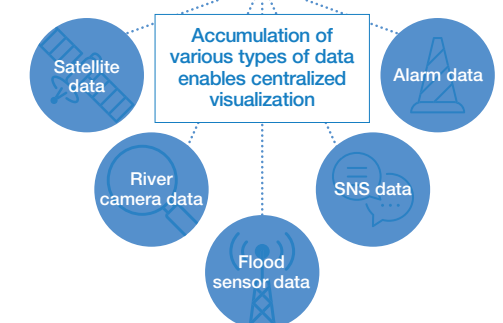 Accumulation of
various types of data
enables centralized
visualization
Satellite
data
Alarm data
River
camera data
SNS data
Flood
sensor data